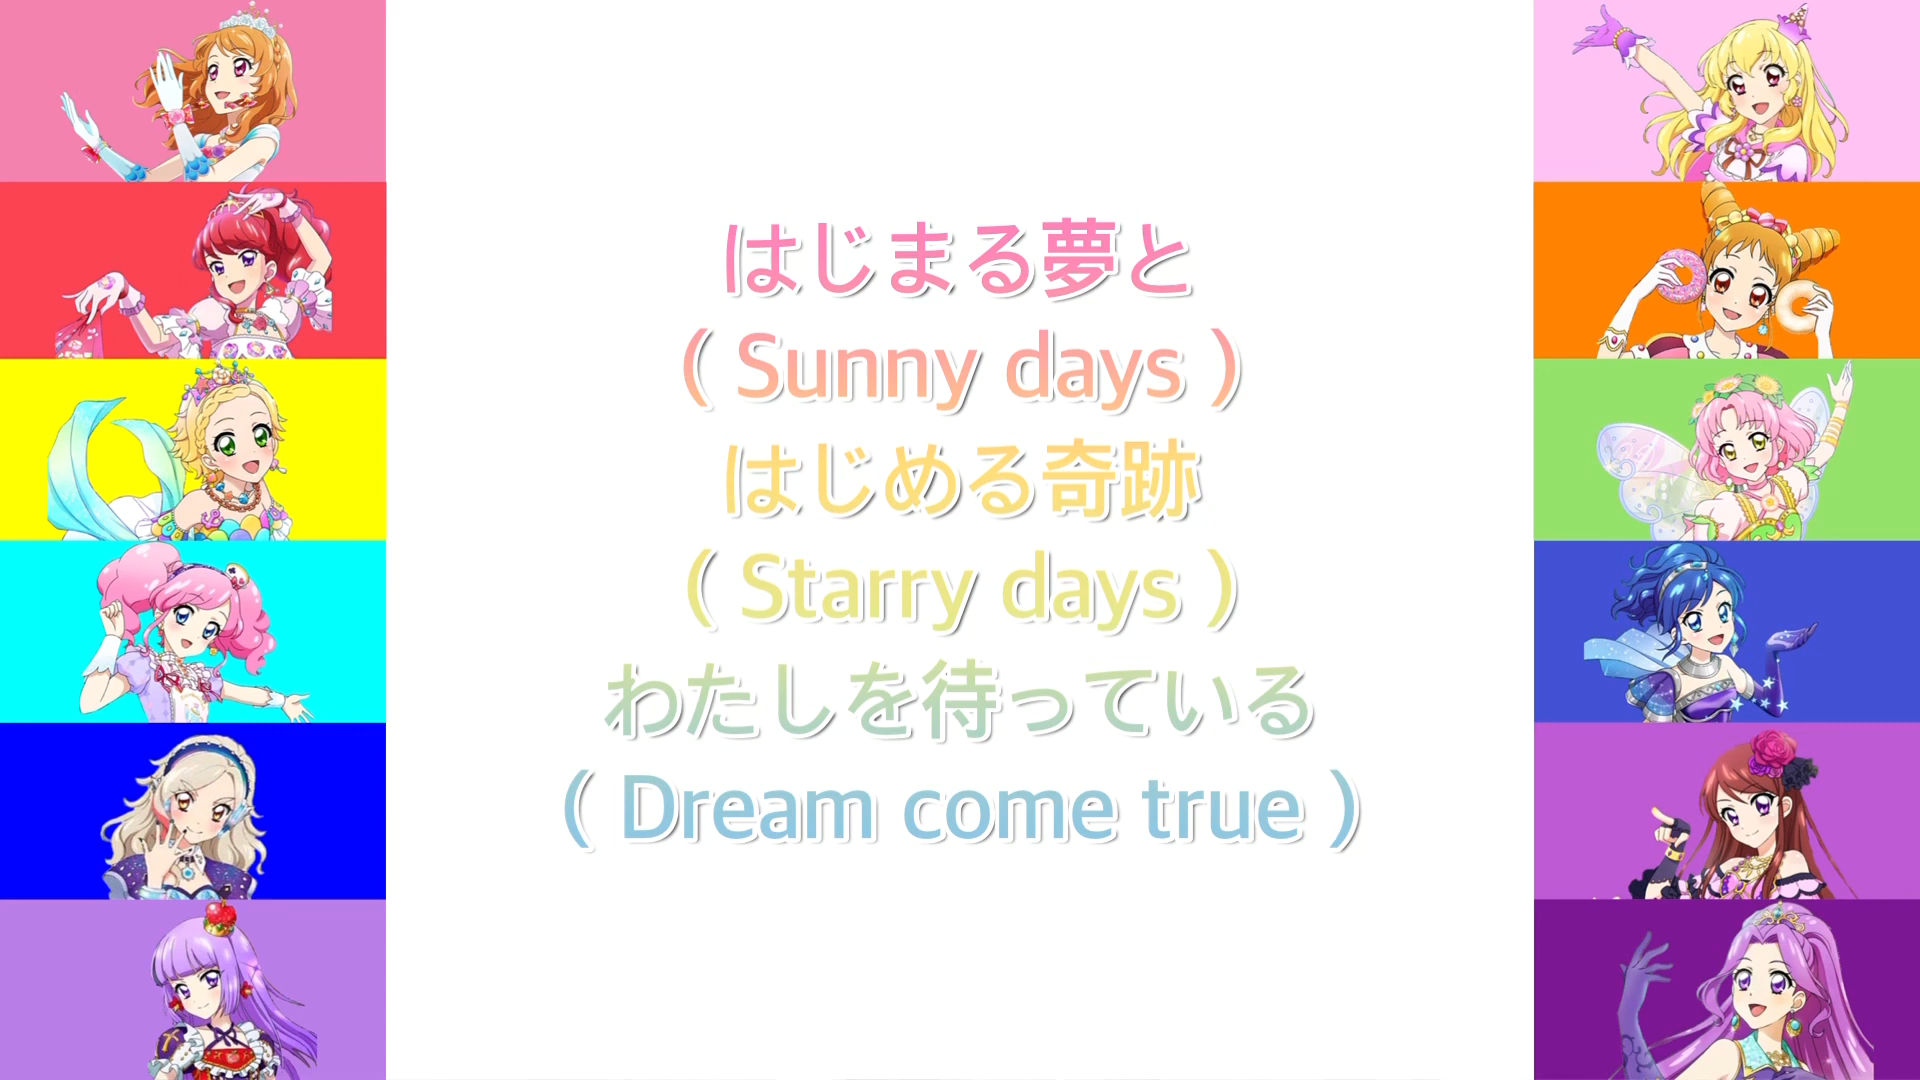 はじまる夢と
( Sunny days )
はじめる奇跡
( Starry days )
わたしを待っている
( Dream come true )